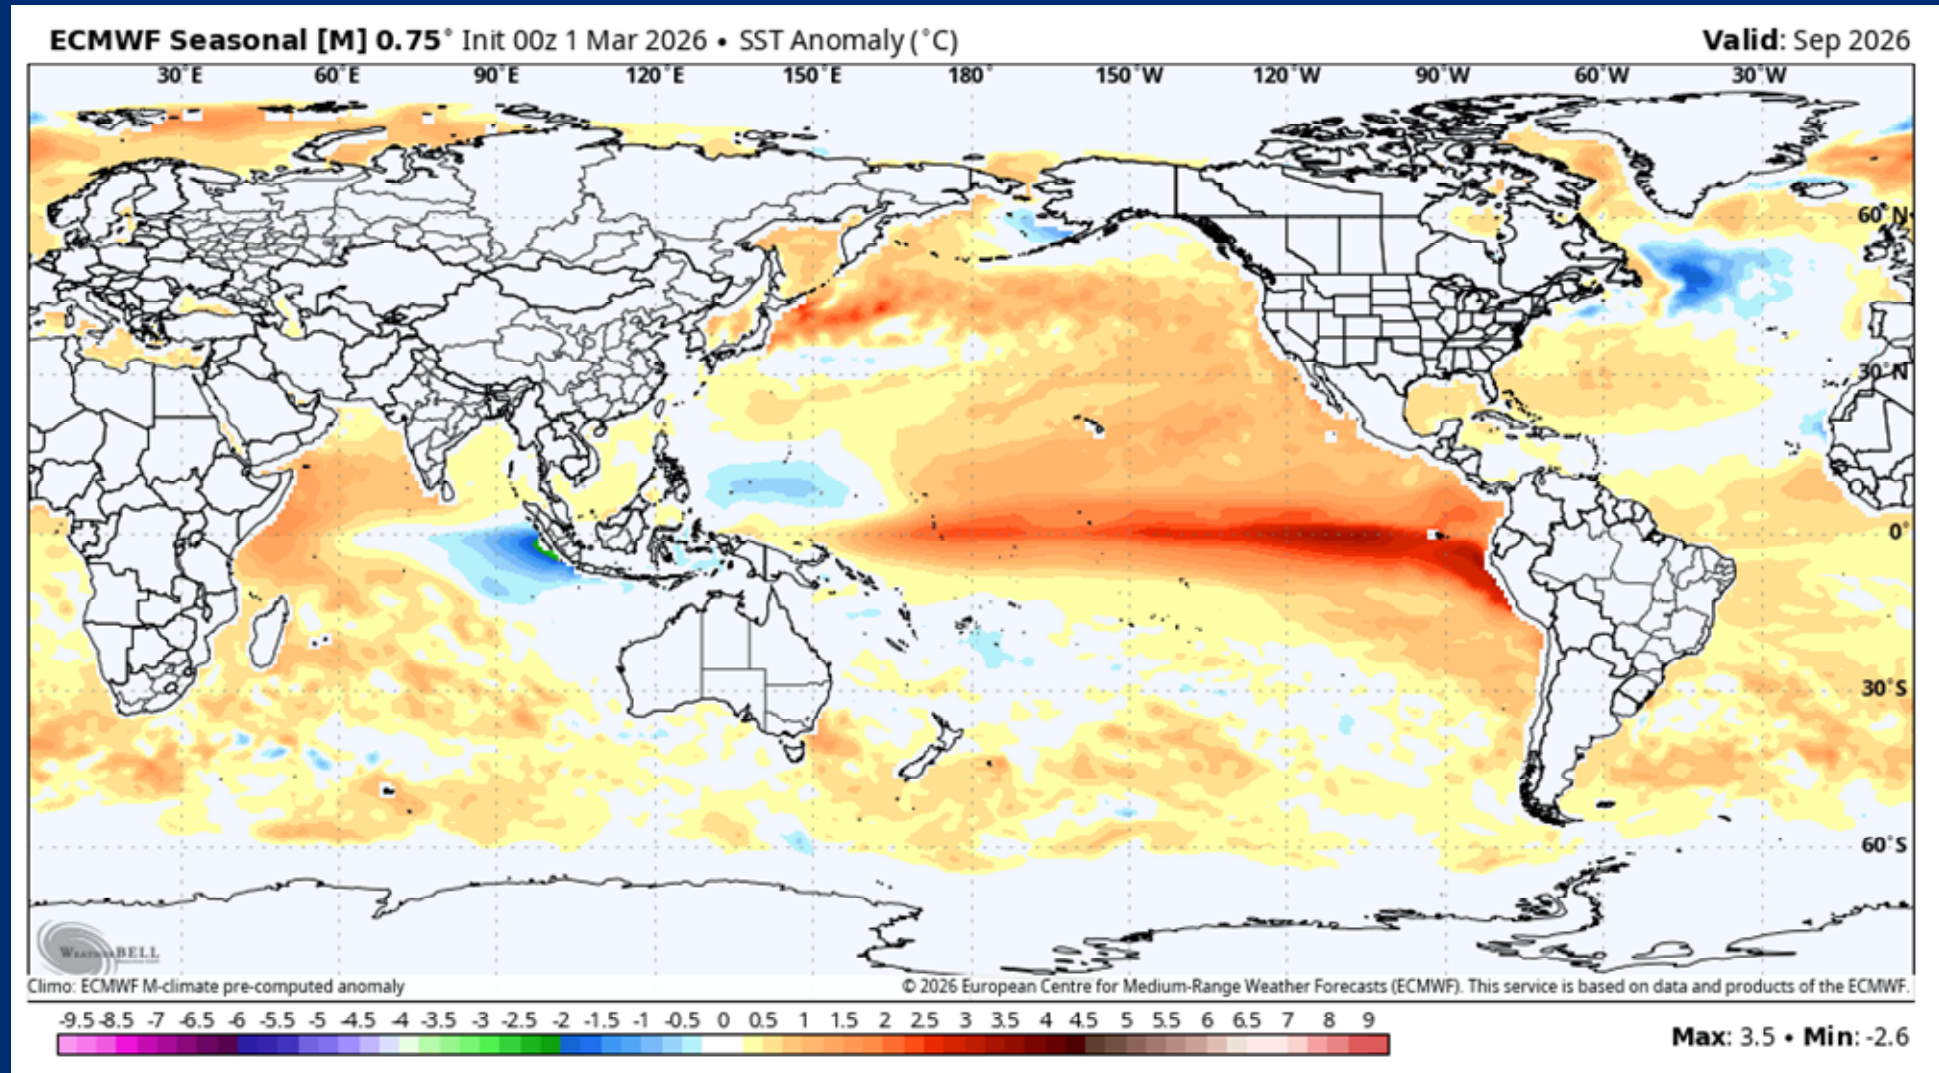 ECMWF Seasonal [M] 0.75° Init 00z 1 Mar 2026 • SST Anomaly (°C)
Valid: Sep 2026
30°E 60°E 90°E 120°E 150°E 180° 150°W 120°W 90°W 60°W 30°W
60°N
30°N
0°
30°S
60°S
WEATHERBELL
Climo: ECMWF M-climate pre-computed anomaly
© 2026 European Centre for Medium-Range Weather Forecasts (ECMWF). This service is based on data and products of the ECMWF.
-9.5 -8.5 -7 -6.5 -6 -5.5 -5 -4.5 -4 -3.5 -3 -2.5 -2 -1.5 -1 -0.5 0 0.5 1 1.5 2 2.5 3 3.5 4 4.5 5 5.5 6 6.5 7 8 9
Max: 3.5 • Min: -2.6